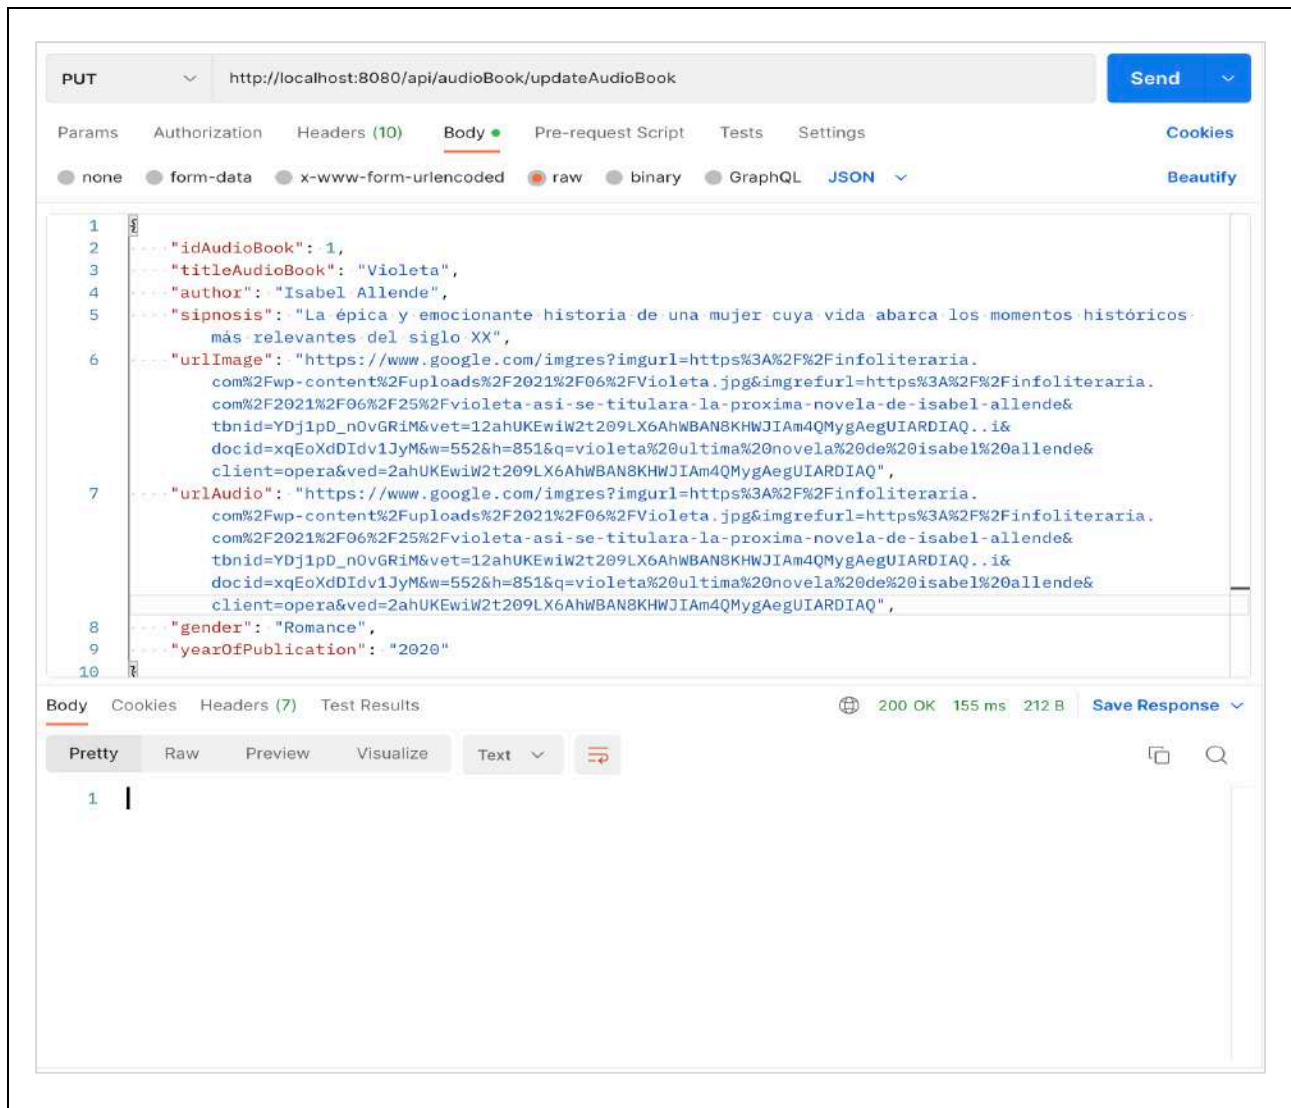 PUT http://localhost:8080/api/audioBook/updateAudioBook Send
Params Authorization Headers (10) Body Pre-request Script Tests Settings Cookies
none form-data x-www-form-urlencoded raw binary GraphQL JSON Beautify
1 {
2 "idAudioBook": 1,
3 "titleAudioBook": "Violeta",
4 "author": "Isabel Allende",
5 "sipnosis": "La épica y emocionante historia de una mujer cuya vida abarca los momentos históricos
más relevantes del siglo XX",
6 "urlImage": "https://www.google.com/imgres?imgurl=https%3A%2F%2Finfoliteraria.
com%2Fwp-content%2Fuploads%2F2021%2F06%2FVioleta.jpg&imgrefurl=https%3A%2F%2Finfoliteraria.
com%2F2021%2F06%2F25%2Fvioleta-asi-se-titulara-la-proxima-novela-de-isabel-allende&
tbnid=YDj1pD_nOvGRiM&vet=12ahUKEwiW2t209LX6AhWBAN8KHWJIAm4QMygAegUIARDIAQ..i&
docid=xqEoXdDIdv1JyM&w=552&h=851&q=violeta%20ultima%20novela%20de%20isabel%20allende&
client=opera&ved=2ahUKEwiW2t209LX6AhWBAN8KHWJIAm4QMygAegUIARDIAQ",
7 "urlAudio": "https://www.google.com/imgres?imgurl=https%3A%2F%2Finfoliteraria.
com%2Fwp-content%2Fuploads%2F2021%2F06%2FVioleta.jpg&imgrefurl=https%3A%2F%2Finfoliteraria.
com%2F2021%2F06%2F25%2Fvioleta-asi-se-titulara-la-proxima-novela-de-isabel-allende&
tbnid=YDj1pD_nOvGRiM&vet=12ahUKEwiW2t209LX6AhWBAN8KHWJIAm4QMygAegUIARDIAQ..i&
docid=xqEoXdDIdv1JyM&w=552&h=851&q=violeta%20ultima%20novela%20de%20isabel%20allende&
client=opera&ved=2ahUKEwiW2t209LX6AhWBAN8KHWJIAm4QMygAegUIARDIAQ",
8 "gender": "Romance",
9 "yearOfPublication": "2020"
10 }
Body Cookies Headers (7) Test Results 200 OK 155 ms 212 B Save Response
Pretty Raw Preview Visualize Text
1